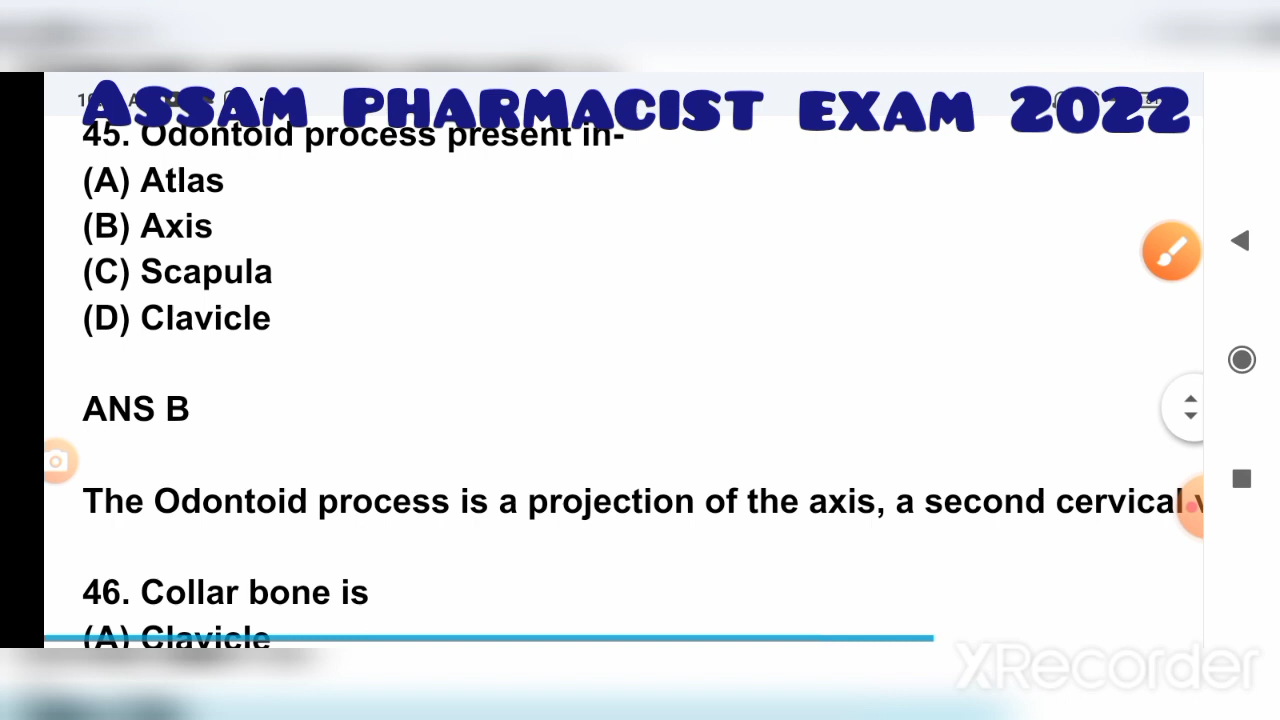 ASSAM PHARMACIST EXAM 2022
45. Odontoid process present in-
(A) Atlas
(B) Axis
(C) Scapula
(D) Clavicle
ANS B
The Odontoid process is a projection of the axis, a second cervical
46. Collar bone is
(A) Clavicle
XRecorder